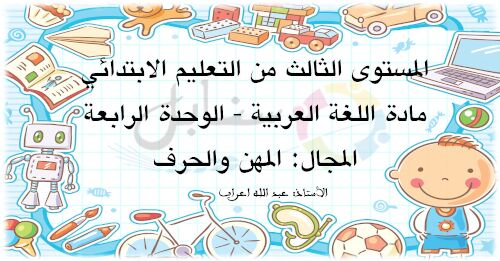 المستوى الثالث من التعليم الابتدائي
مادة اللغة العربية - الوحدة الرابعة
المجال: المهن والحرف
الأستاذ: عبد الله اعراب